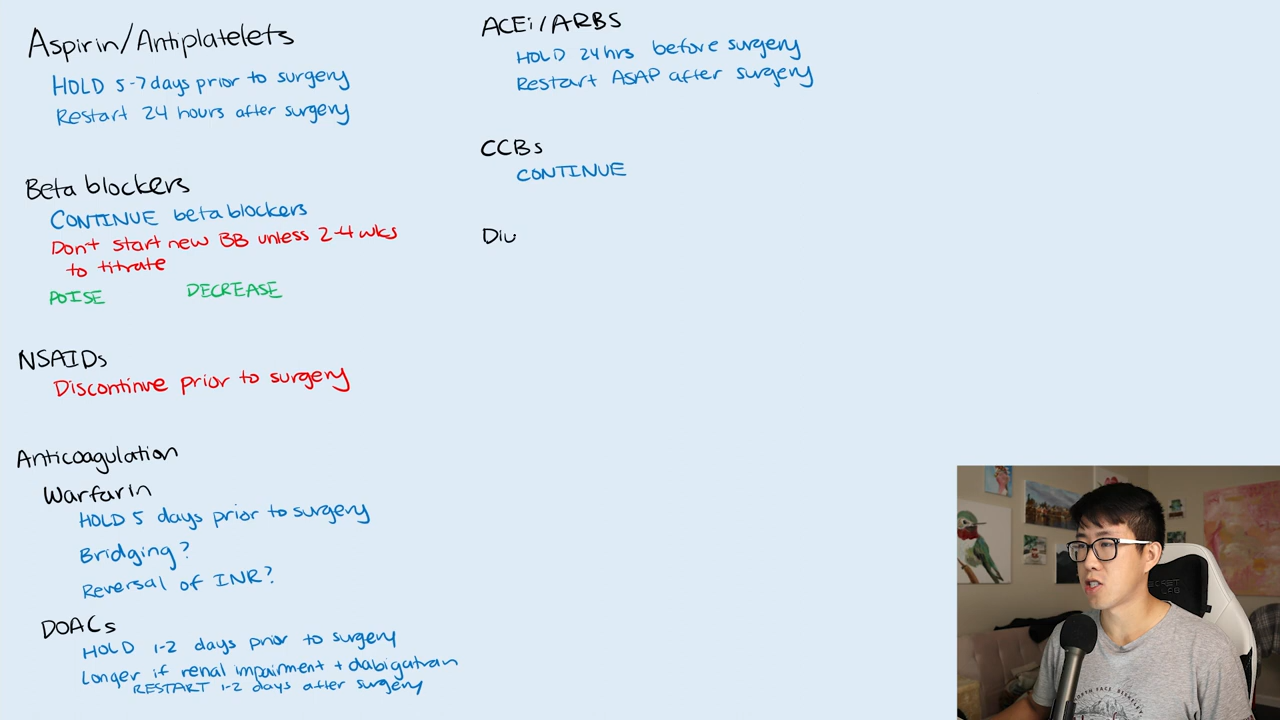 Aspirin/Antiplatelets
HOLD 5-7 days prior to surgery
Restart 24 hours after surgery
Beta blockers
CONTINUE beta blockers
Don't start new BB unless 2-4 wks
to titrate
POISE DECREASE
NSAIDs
Discontinue prior to surgery
Anticoagulation
Warfarin
HOLD 5 days prior to surgery
Bridging?
Reversal of INR?
DOACs
HOLD 1-2 days prior to surgery
Longer if renal impairment + dabigatran
RESTART 1-2 days after surgery
ACEi/ARBS
HOLD 24 hrs before surgery
Restart ASAP after surgery
CCBs
CONTINUE
Diu